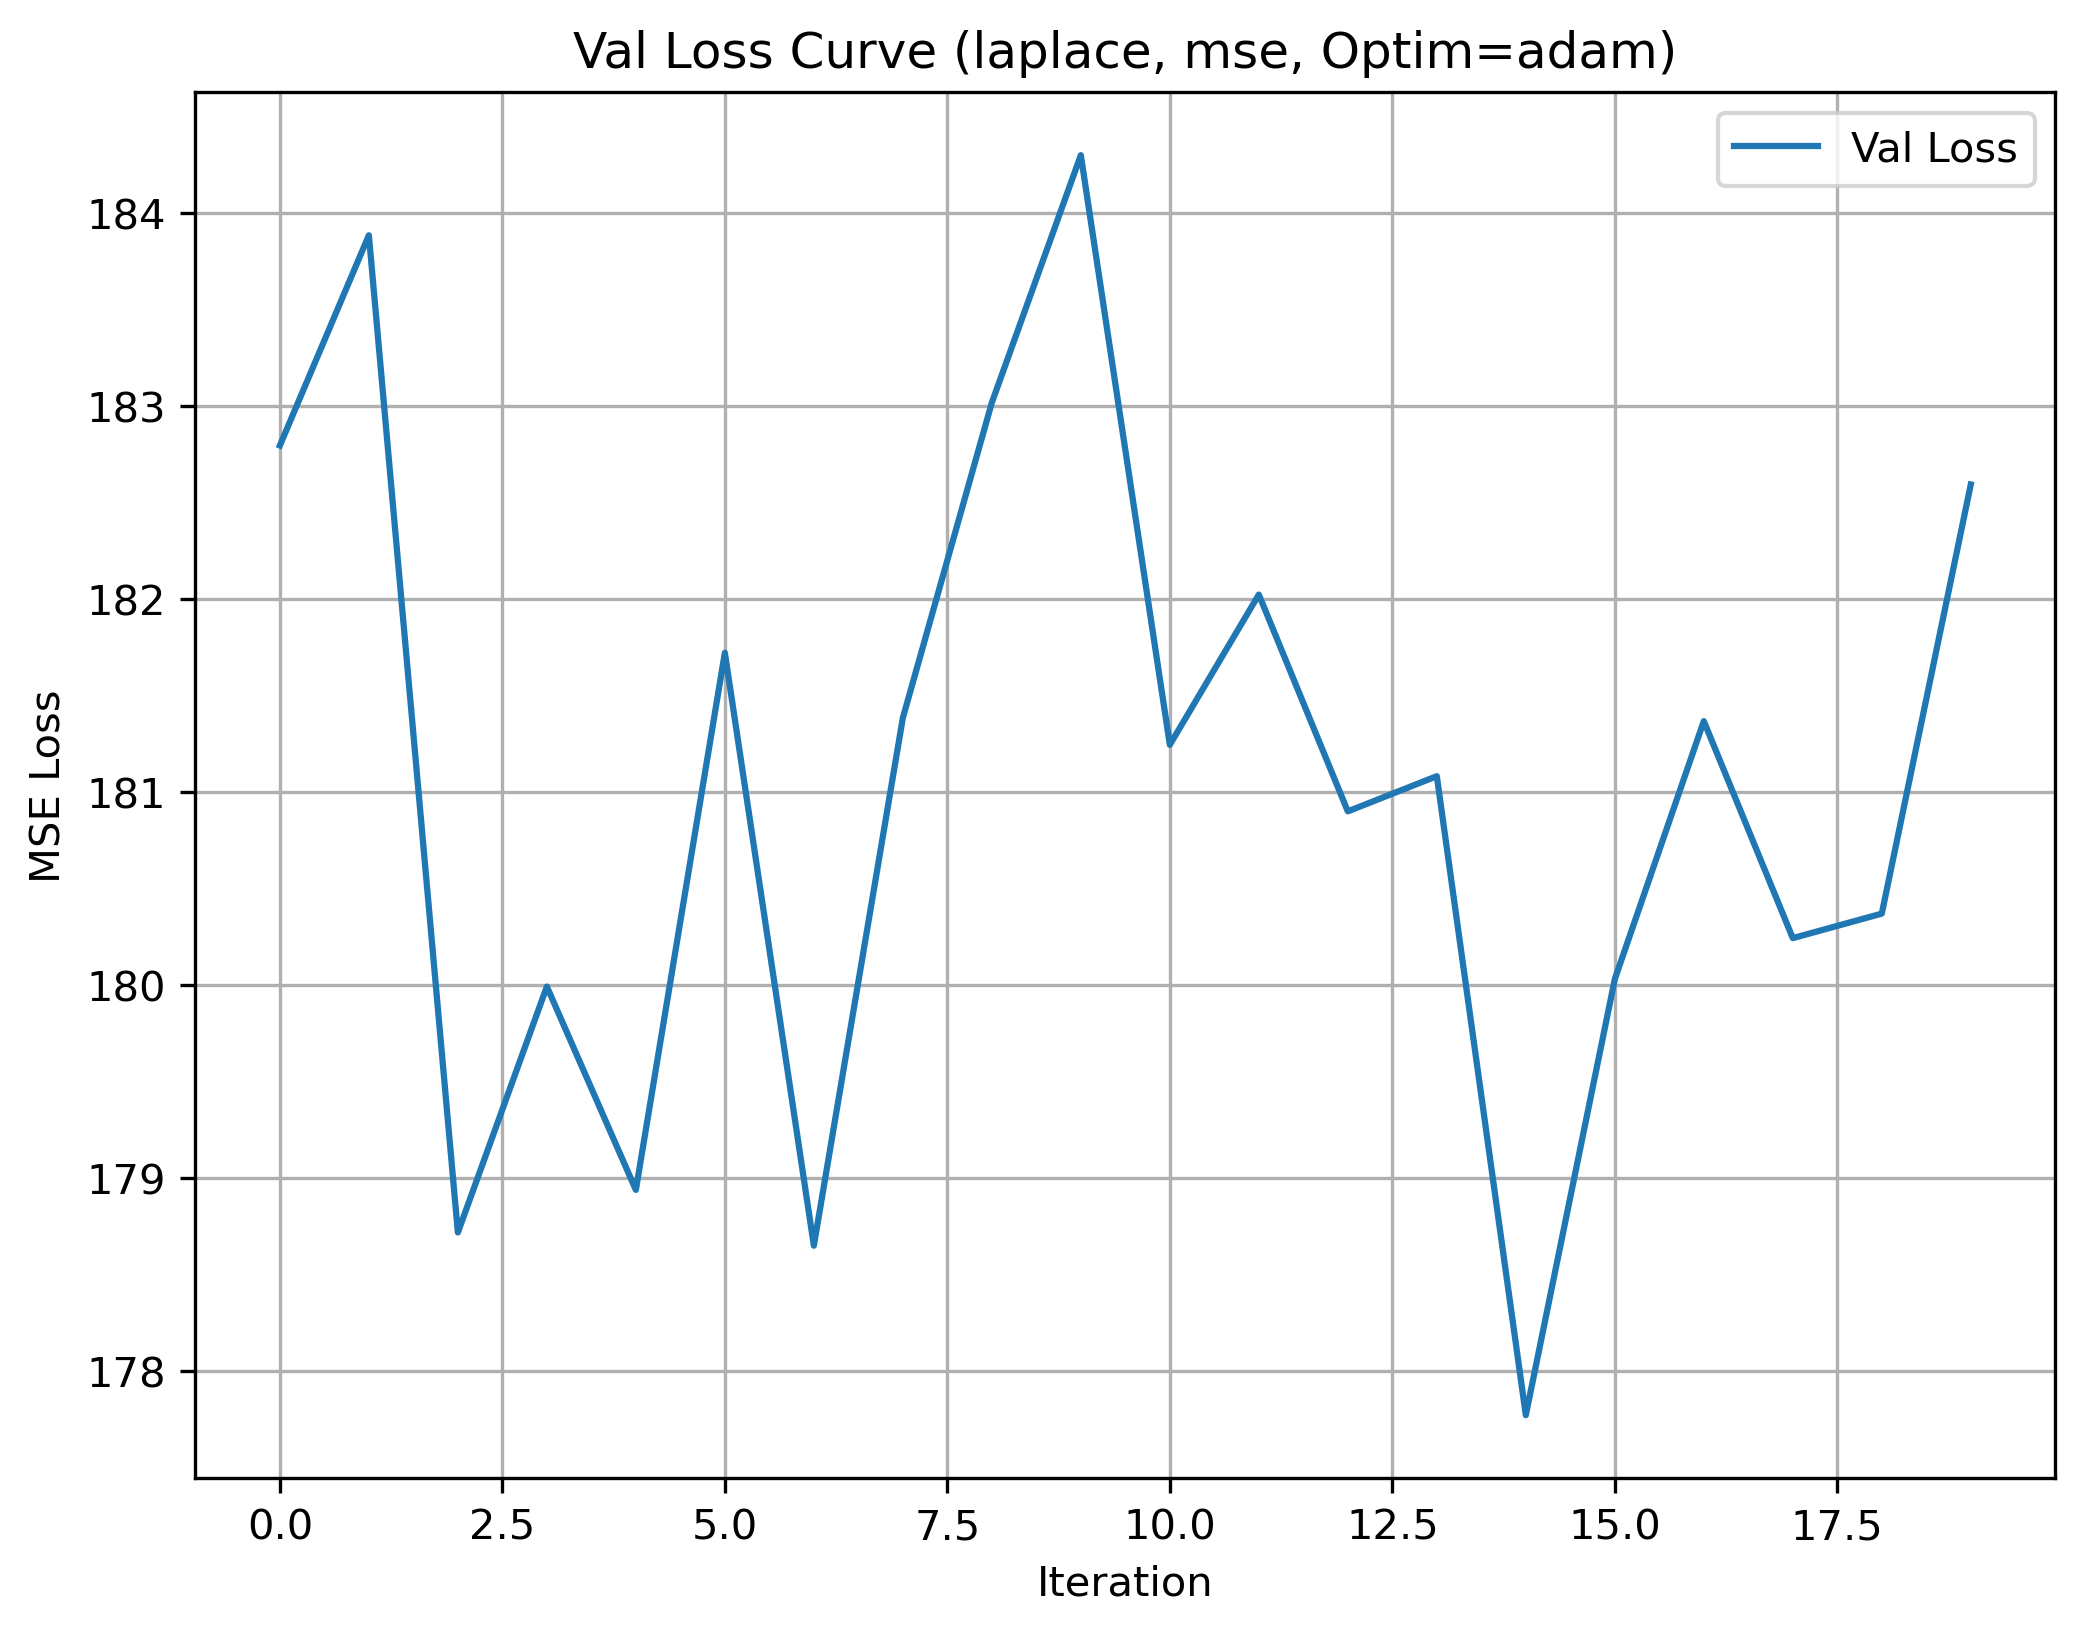 Val Loss Curve (laplace, mse, Optim=adam)
Val Loss
184
183
182
181
180
179
178
MSE Loss
0.0 2.5 5.0 7.5 10.0 12.5 15.0 17.5
Iteration